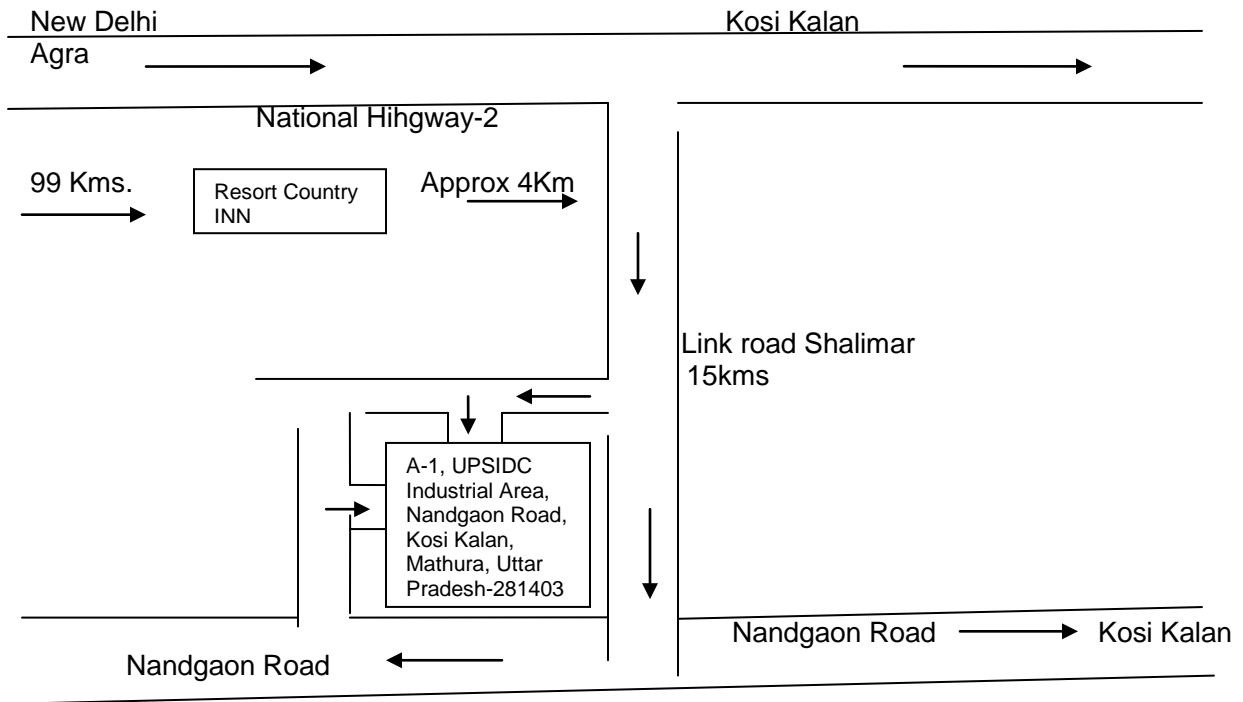 New Delhi
Kosi Kalan
Agra
National Hihgway-2
99 Kms.
Resort Country
INN
Approx 4Km
Link road Shalimar
15kms
A-1, UPSIDC
Industrial Area,
Nandgaon Road,
Kosi Kalan,
Mathura, Uttar
Pradesh-281403
Nandgaon Road
Kosi Kalan
Nandgaon Road